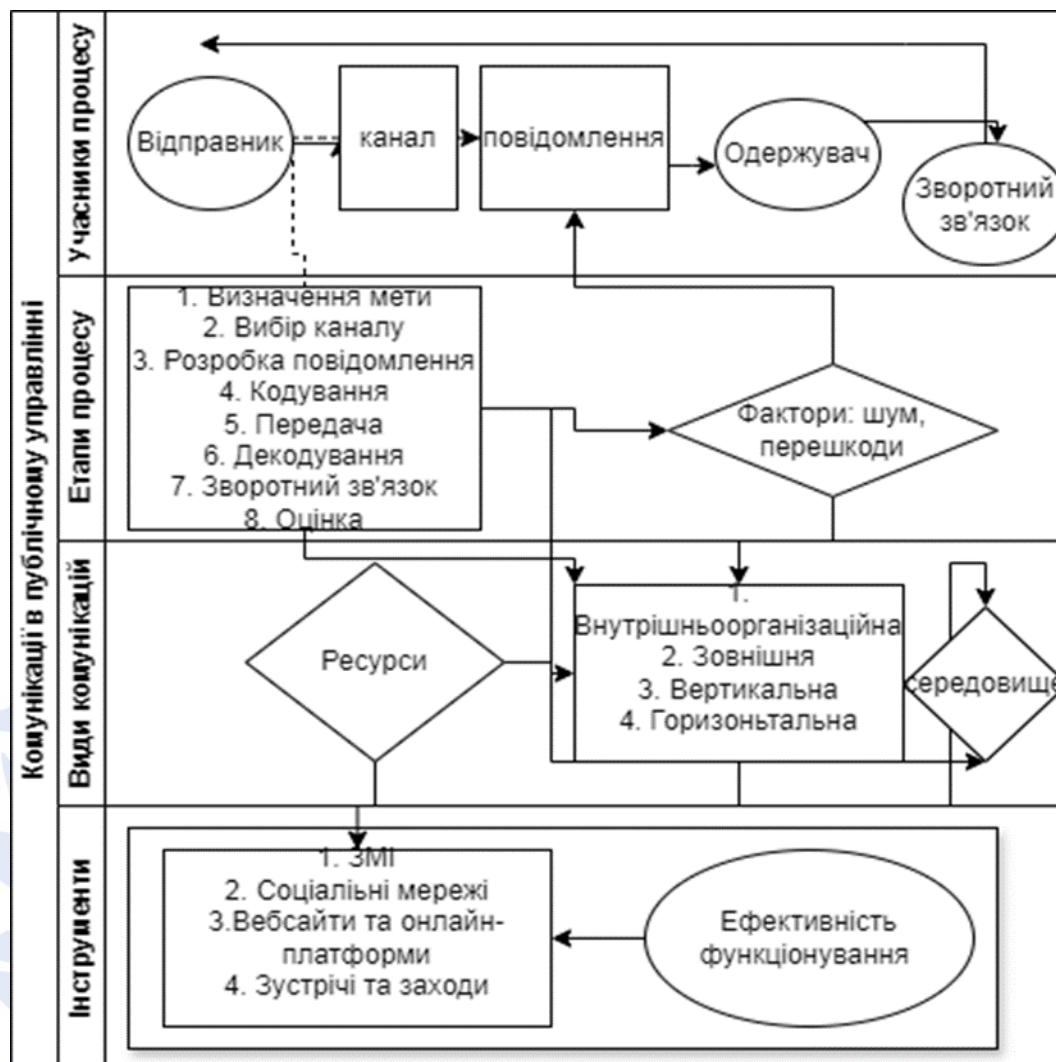 Комунікації в публічному управлінні
Учасники процесу
Відправник
канал
повідомлення
Одержувач
Зворотний
зв'язок
Етапи процесу
1. Визначення мети
2. Вибір каналу
3. Розробка повідомлення
4. Кодування
5. Передача
6. Декодування
7. Зворотний зв'язок
8. Оцінка
Фактори: шум,
перешкоди
Види комунікацій
Ресурси
1.
Внутрішньоорганізаційна
2. Зовнішня
3. Вертикальна
4. Горизоньтальна
середовище
Інструменти
1. ЗМІ
2. Соціалільні мережі
3.Вебсайти та онлайн-
платформи
4. Зустрічі та заходи
Ефективність
функціонування